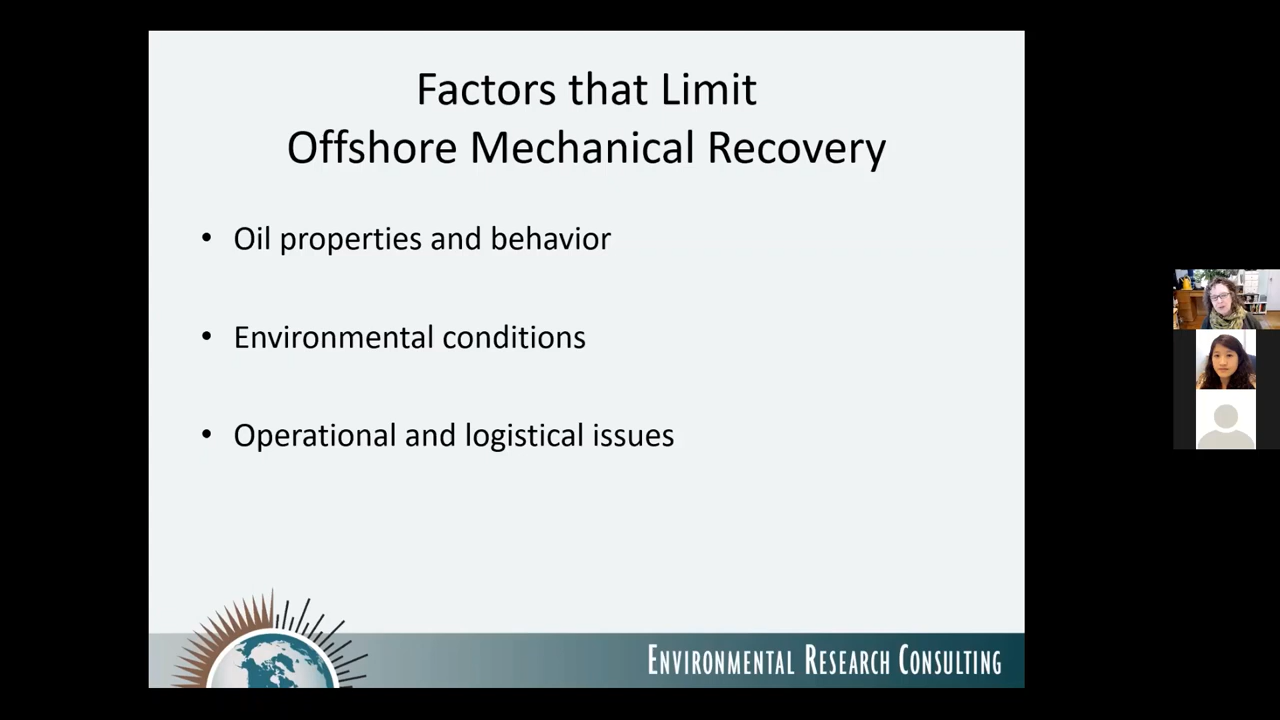 Factors that Limit
Offshore Mechanical Recovery
• Oil properties and behavior
• Environmental conditions
• Operational and logistical issues
ENVIRONMENTAL RESEARCH CONSULTING